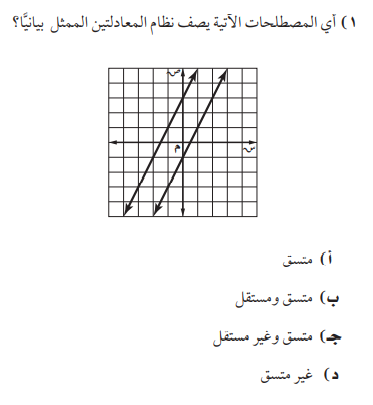 ١) أي المصطلحات الآتية يصف نظام المعادلتين الممثل بيانيًّا؟
ص
م
س
أ) متسق
ب) متسق ومستقل
جـ) متسق وغير مستقل
د) غير متسق